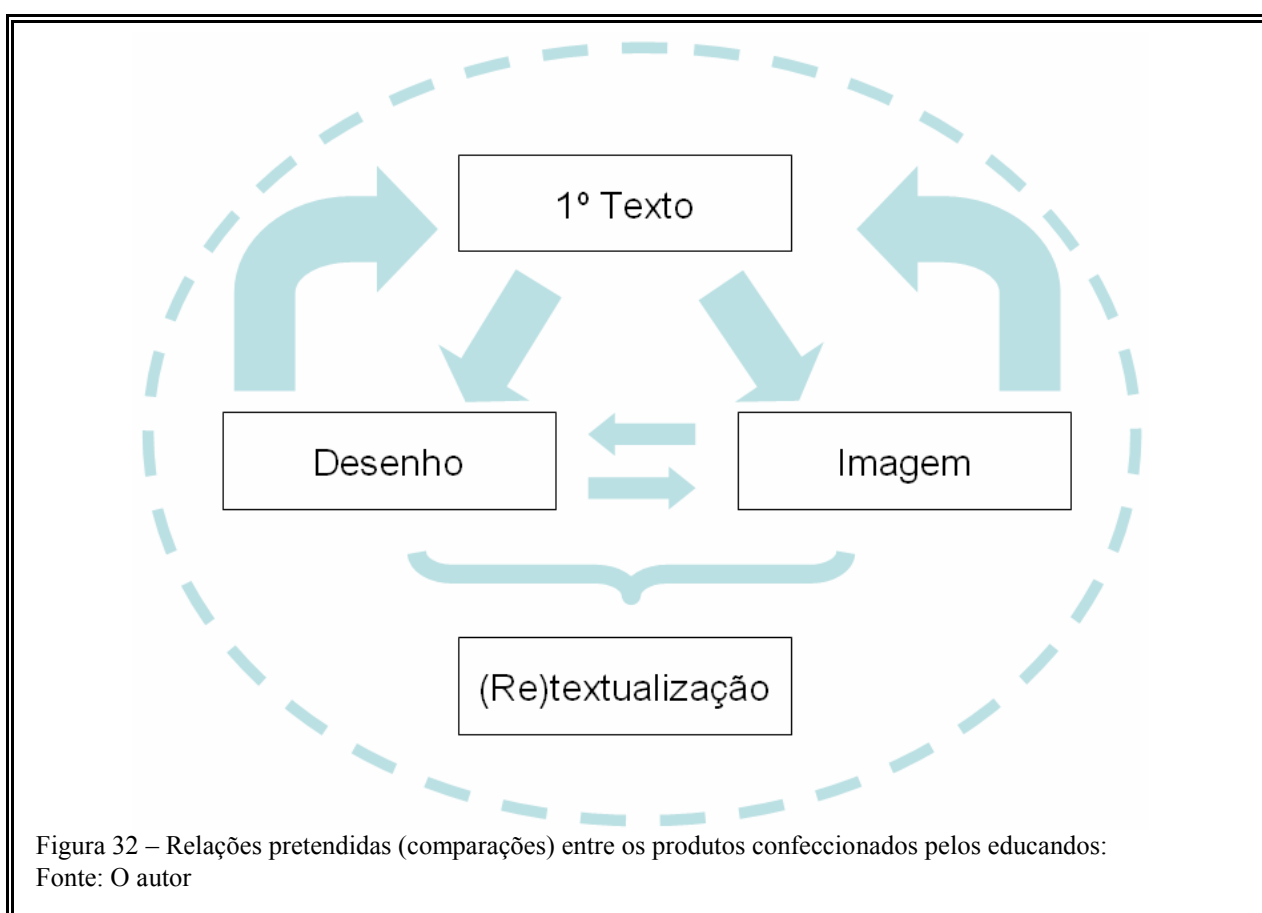 1º Texto
Desenho
Imagem
(Re)textualização
Figura 32 – Relações pretendidas (comparações) entre os produtos confeccionados pelos educandos:
Fonte: O autor